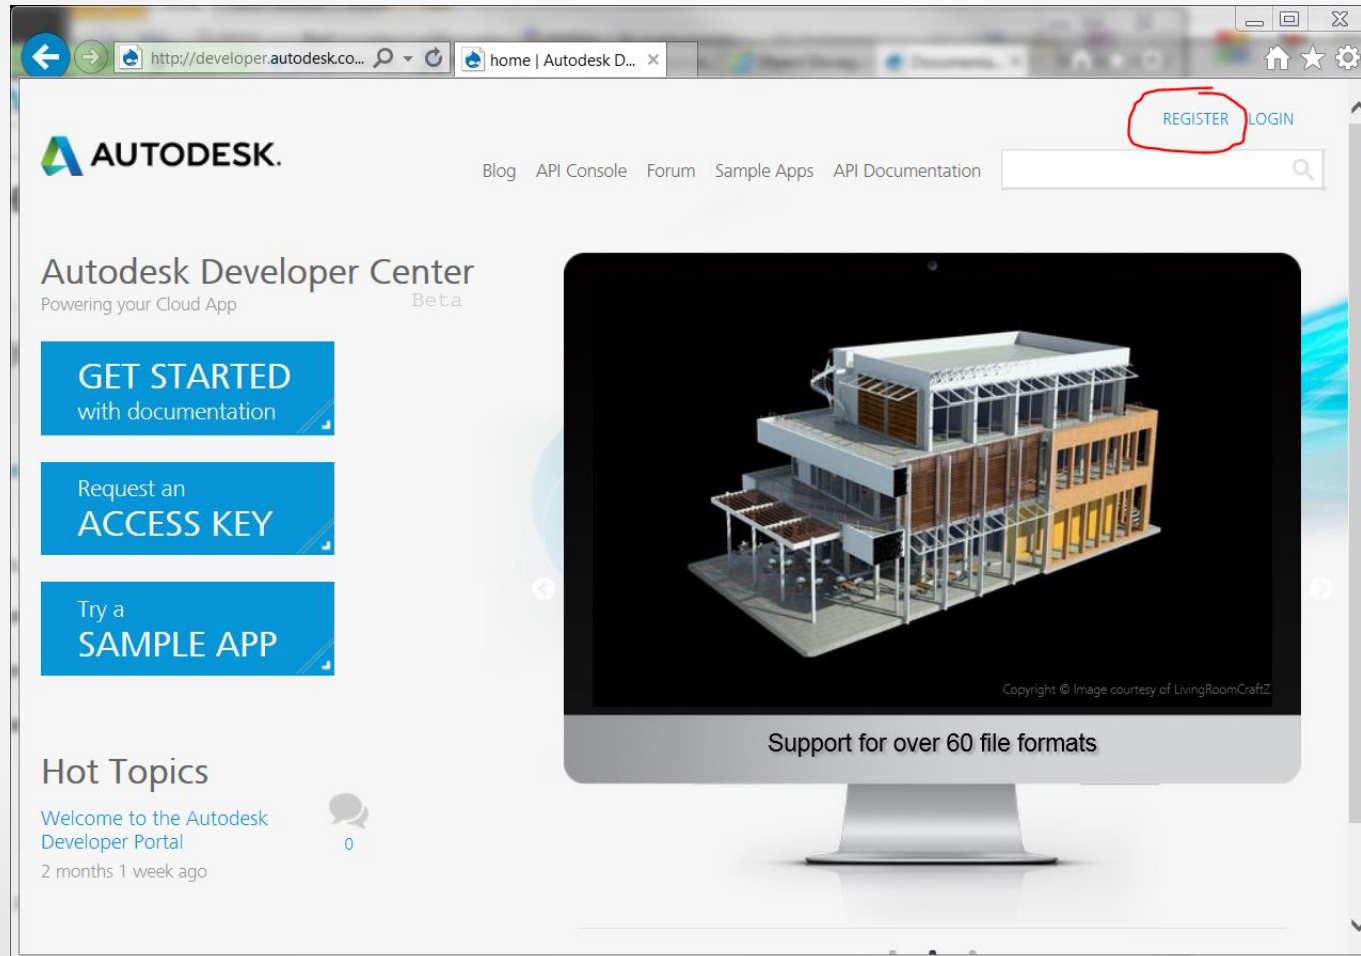 http://developer.autodesk.co...
home | Autodesk D...
REGISTER LOGIN
AUTODESK.
Blog API Console Forum Sample Apps API Documentation
Autodesk Developer Center
Powering your Cloud App
Beta
GET STARTED
with documentation
Request an
ACCESS KEY
Try a
SAMPLE APP
Copyright © Image courtesy of LivingRoomCraftZ
Support for over 60 file formats
Hot Topics
Welcome to the Autodesk
Developer Portal
0
2 months 1 week ago